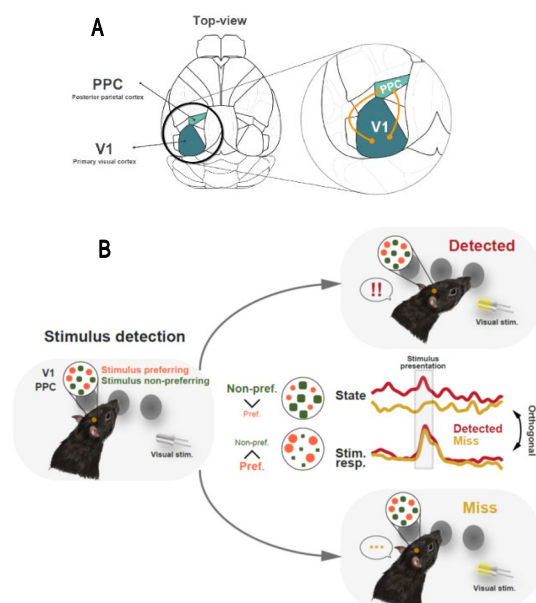 A
Top-view
PPC
Posterior parietal cortex
V1
Primary visual cortex
PPC
V1
B
Detected
!!
Visual stim.
Stimulus detection
V1
PPC
Stimulus preferring
Stimulus non-preferring
Visual stim.
Non-pref.
Pref.
Non-pref.
Pref.
Stimulus
presentation
State
Detected
Miss
Stim.
resp.
Orthogonal
Miss
...
Visual stim.